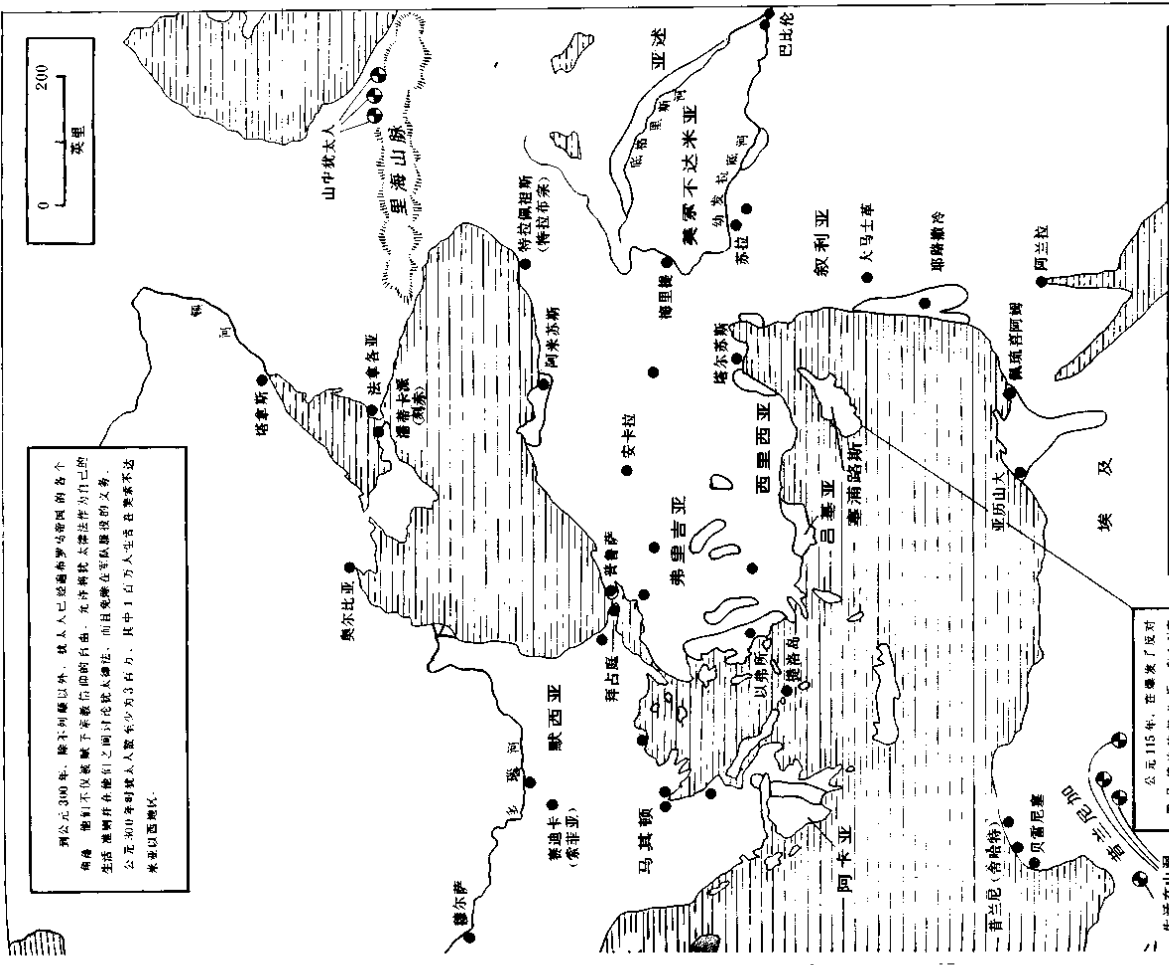 0 200
英里
到公元300年，除不列颠以外，犹太人已经遍布罗马帝国的各个
角落。他们不仅被赋予宗教信仰的自由，允许将犹太律法作为自己的
生活准则并在他们之间讨论犹太律法，而且免除在军队服役的义务。
公元300年时犹太人数至少为3百万，其中1百万人生活在美索不达
米亚以西地区。
山中犹太人
里海山脉
顿河
塔拿斯
法拿各亚
潘蒂卡派
(刻赤)
奥尔比亚
特拉佩祖斯
(特拉布宗)
阿米苏斯
亚述
底格里斯河
美索不达米亚
幼发拉底河
巴比伦
海里提
苏拉
叙利亚
大马士革
耶路撒冷
阿兰拉
佩琉喜阿姆
塔尔苏斯
安卡拉
西里西亚
弗里吉亚
吕基亚
塞浦路斯
亚历山大
埃及
普鲁萨
拜占庭
以弗所
提洛岛
默西亚
多瑙河
赛迪卡
(索菲亚)
穆尔萨
马其顿
阿卡亚
昔兰尼(舍哈特)
贝雷尼塞
昔兰尼加
公元115年，在爆发了反对